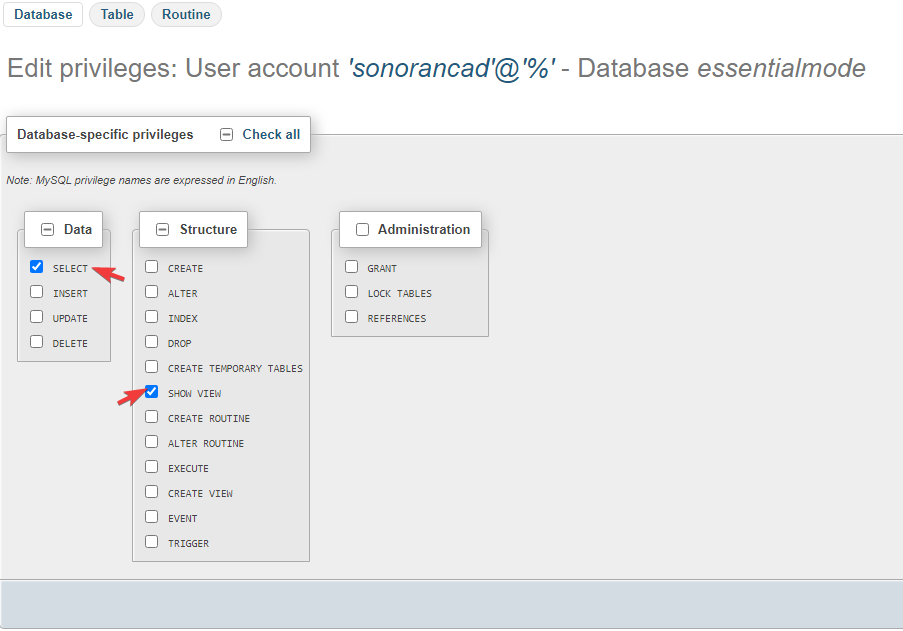 Database Table Routine
Edit privileges: User account 'sonorancad'@'%' - Database essentialmode
Database-specific privileges Check all
Note: MySQL privilege names are expressed in English.
Data
SELECT
INSERT
UPDATE
DELETE
Structure
CREATE
ALTER
INDEX
DROP
CREATE TEMPORARY TABLES
SHOW VIEW
CREATE ROUTINE
ALTER ROUTINE
EXECUTE
CREATE VIEW
EVENT
TRIGGER
Administration
GRANT
LOCK TABLES
REFERENCES